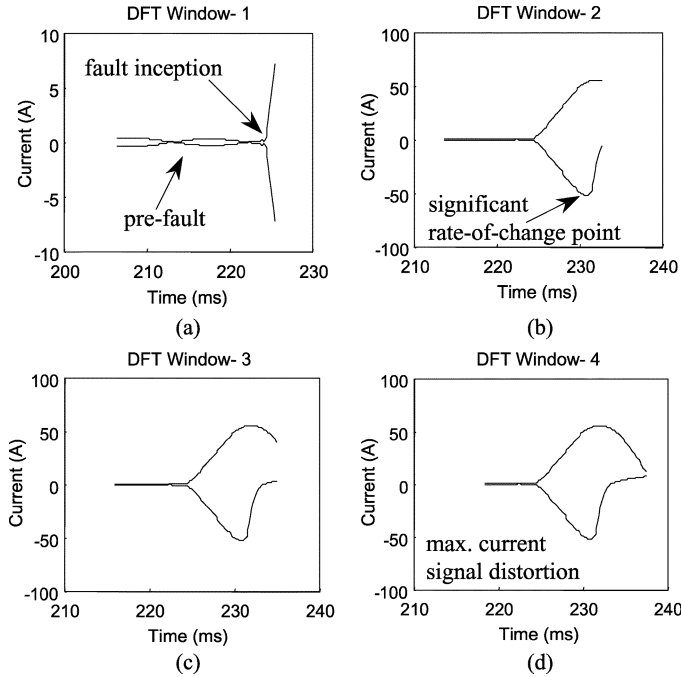 DFT Window- 1
10
5
0
-5
-10
Current (A)
fault inception
pre-fault
200
210
220
230
Time (ms)
(a)
DFT Window- 2
100
50
0
-50
-100
Current (A)
significant
rate-of-change point
210
220
230
240
Time (ms)
(b)
DFT Window- 3
100
50
0
-50
-100
Current (A)
210
220
230
240
Time (ms)
(c)
DFT Window- 4
100
50
0
-50
-100
Current (A)
max. current
signal distortion
210
220
230
240
Time (ms)
(d)